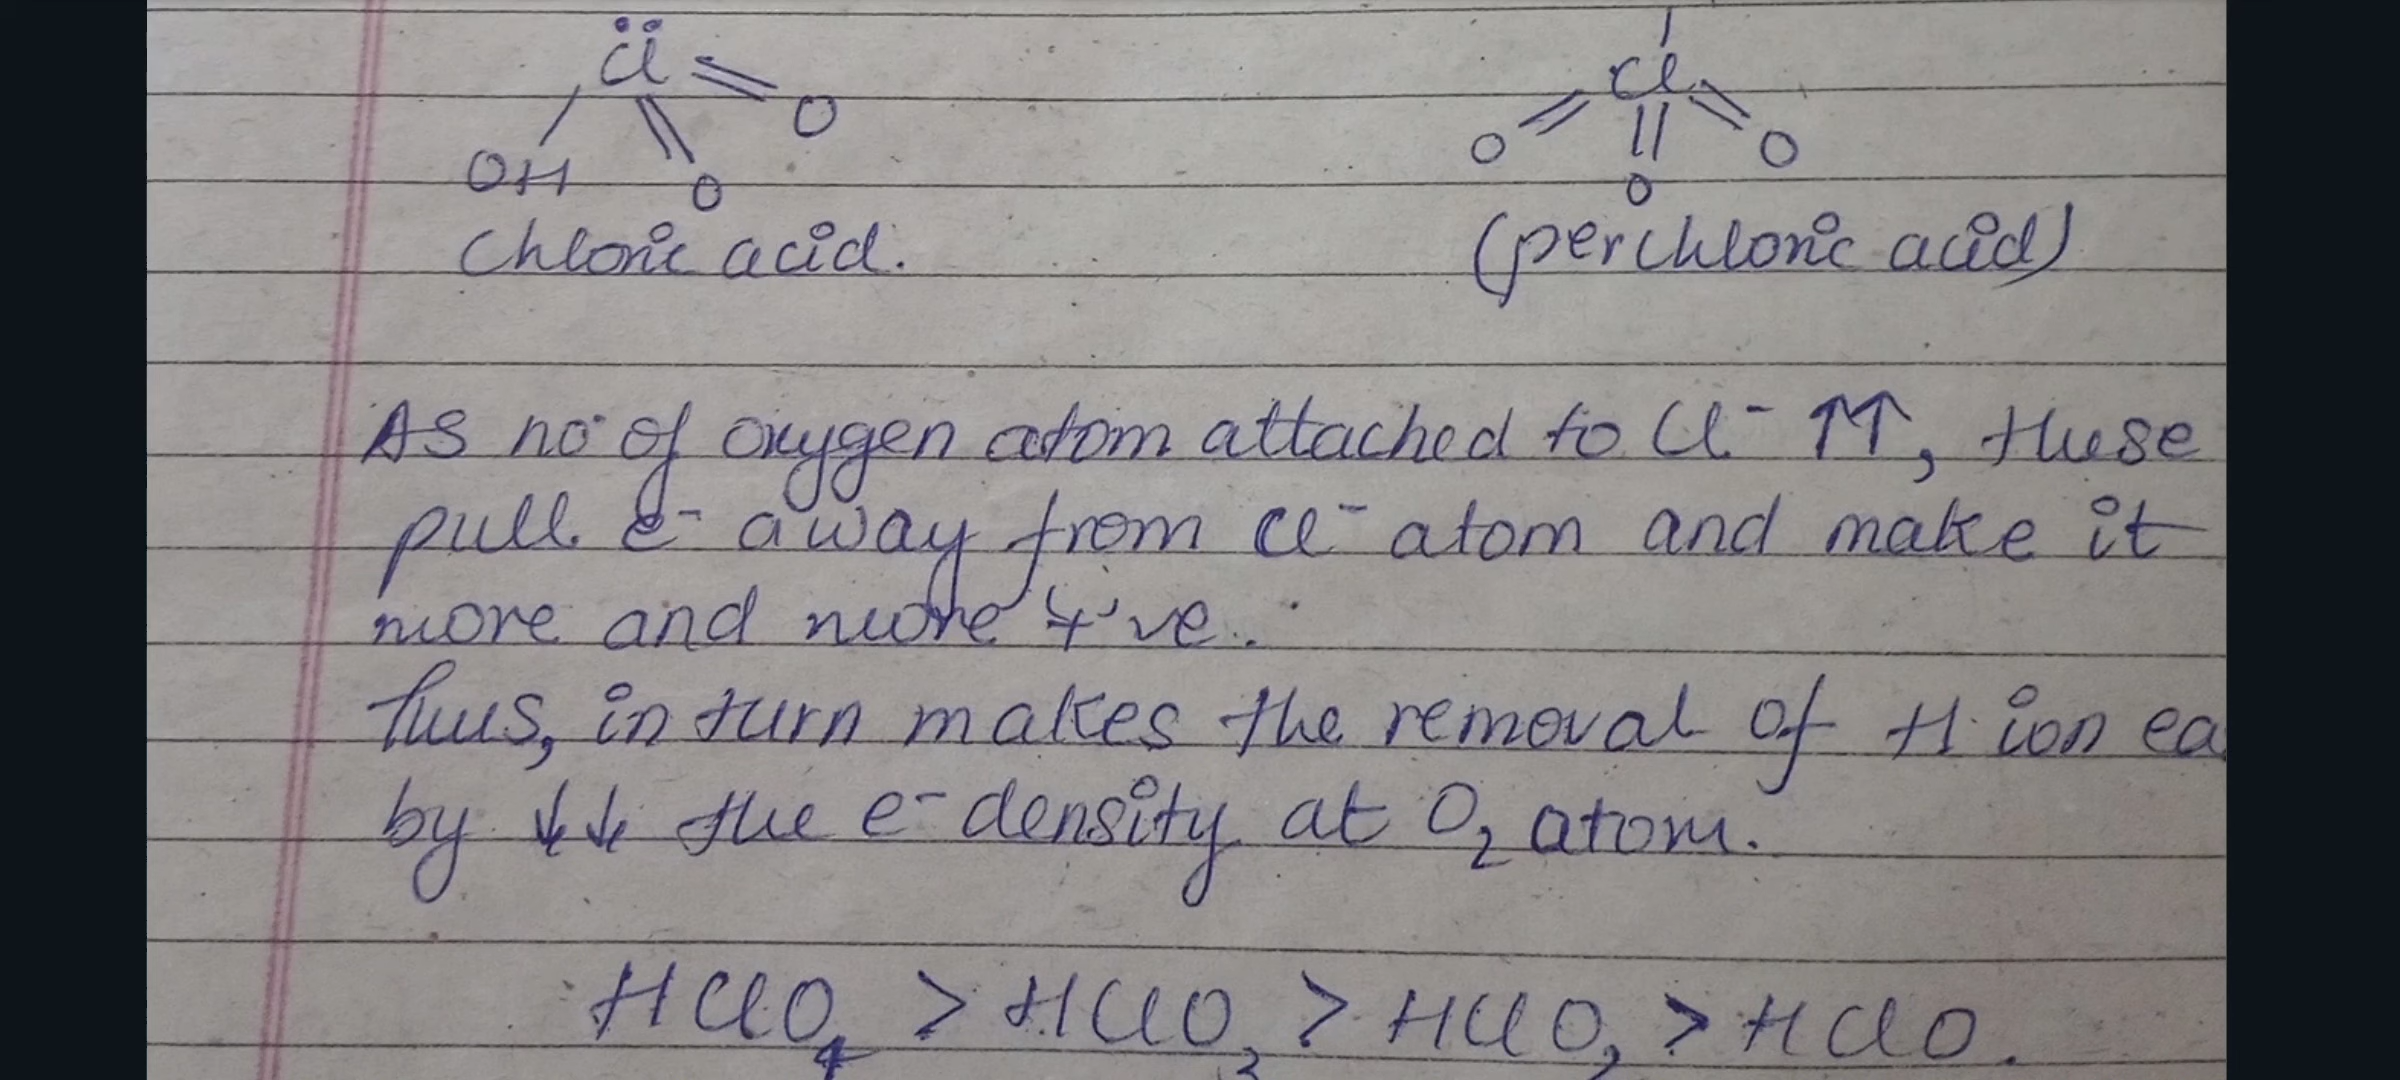 Cl
O
OH
O
Chloric acid.
Cl
O
O
O
(perchloric acid)
As no of oxygen atom attached to Cl⁻ ↑↑, these
pull e⁻ away from Cl⁻ atom and make it
more and more +ve.
Thus, in turn makes the removal of H ion ea
by ↓↓ the e⁻ density at O₂ atom.
HClO₄ > HClO₃ > HClO₂ > HClO.